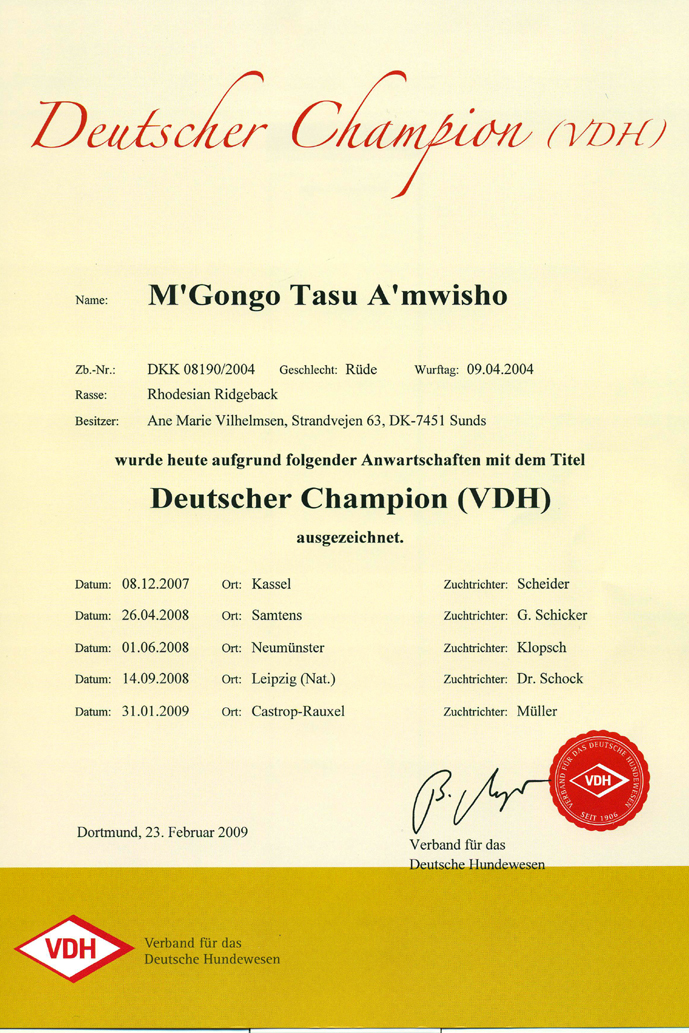 Deutscher Champion (VDH)
Name: M'Gongo Tasu A'mwisho
Zb.-Nr.: DKK 08190/2004 Geschlecht: Rüde Wurftag: 09.04.2004
Rasse: Rhodesian Ridgeback
Besitzer: Ane Marie Vilhelmsen, Strandvejen 63, DK-7451 Sunds
wurde heute aufgrund folgender Anwartschaften mit dem Titel
Deutscher Champion (VDH)
ausgezeichnet.
Datum: 08.12.2007 Ort: Kassel Zuchtrichter: Scheider
Datum: 26.04.2008 Ort: Samtens Zuchtrichter: G. Schicker
Datum: 01.06.2008 Ort: Neumünster Zuchtrichter: Klopsch
Datum: 14.09.2008 Ort: Leipzig (Nat.) Zuchtrichter: Dr. Schock
Datum: 31.01.2009 Ort: Castrop-Rauxel Zuchtrichter: Müller
VERBAND FÜR DAS DEUTSCHE HUNDEWESEN
VDH
SEIT 1906
Dortmund, 23. Februar 2009
Verband für das
Deutsche Hundewesen
VDH
Verband für das
Deutsche Hundewesen